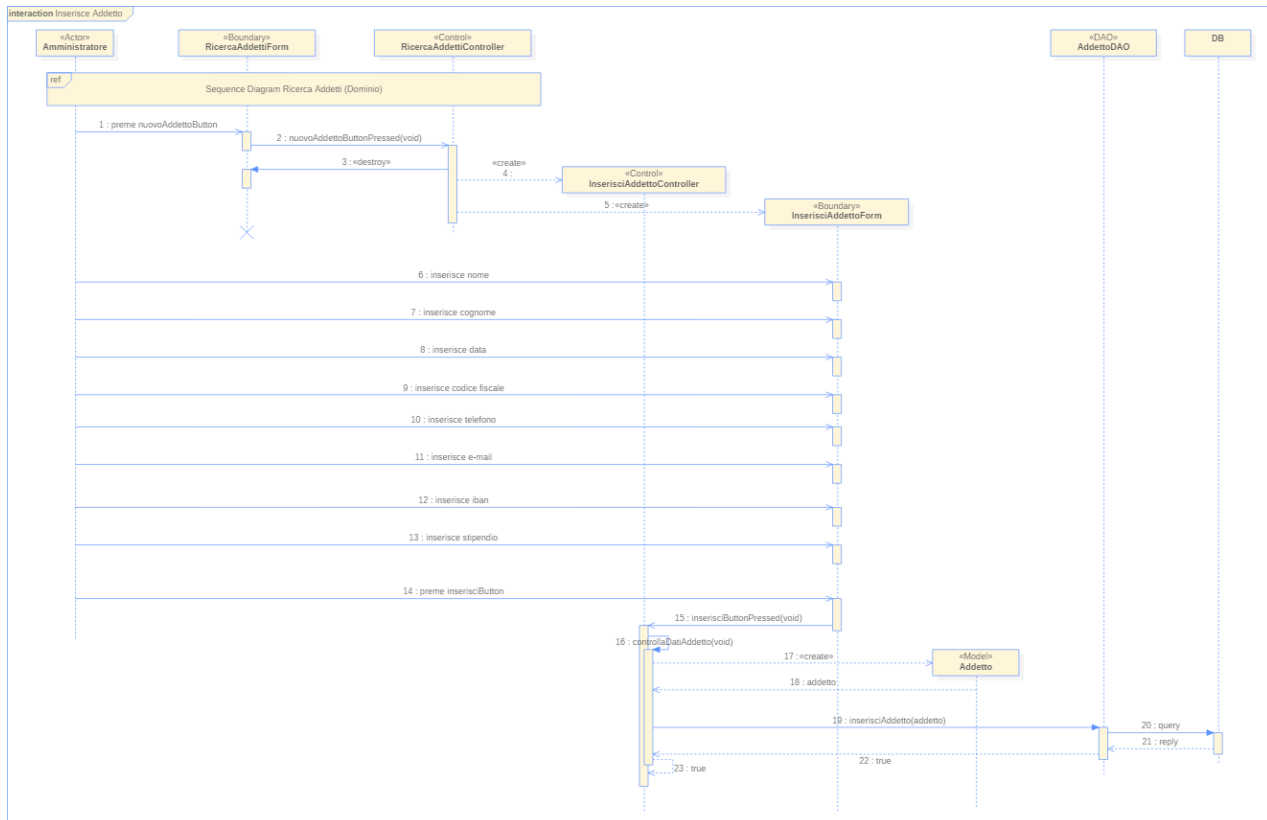 interaction Inserisce Addetto
«Actor»
Amministratore
«Boundary»
RicercaAddettiForm
«Control»
RicercaAddettiController
«DAO»
AddettoDAO
DB
ref
Sequence Diagram Ricerca Addetti (Dominio)
1 : preme nuovoAddettoButton
2 : nuovoAddettoButtonPressed(void)
3 : «destroy»
«create»
4 :
«Control»
InserisciAddettoController
5 : «create»
«Boundary»
InserisciAddettoForm
6 : inserisce nome
7 : inserisce cognome
8 : inserisce data
9 : inserisce codice fiscale
10 : inserisce telefono
11 : inserisce e-mail
12 : inserisce iban
13 : inserisce stipendio
14 : preme inserisciButton
15 : inserisciButtonPressed(void)
16 : controllaDatiAddetto(void)
17 : «create»
«Model»
Addetto
18 : addetto
19 : inserisciAddetto(addetto)
20 : query
21 : reply
22 : true
23 : true